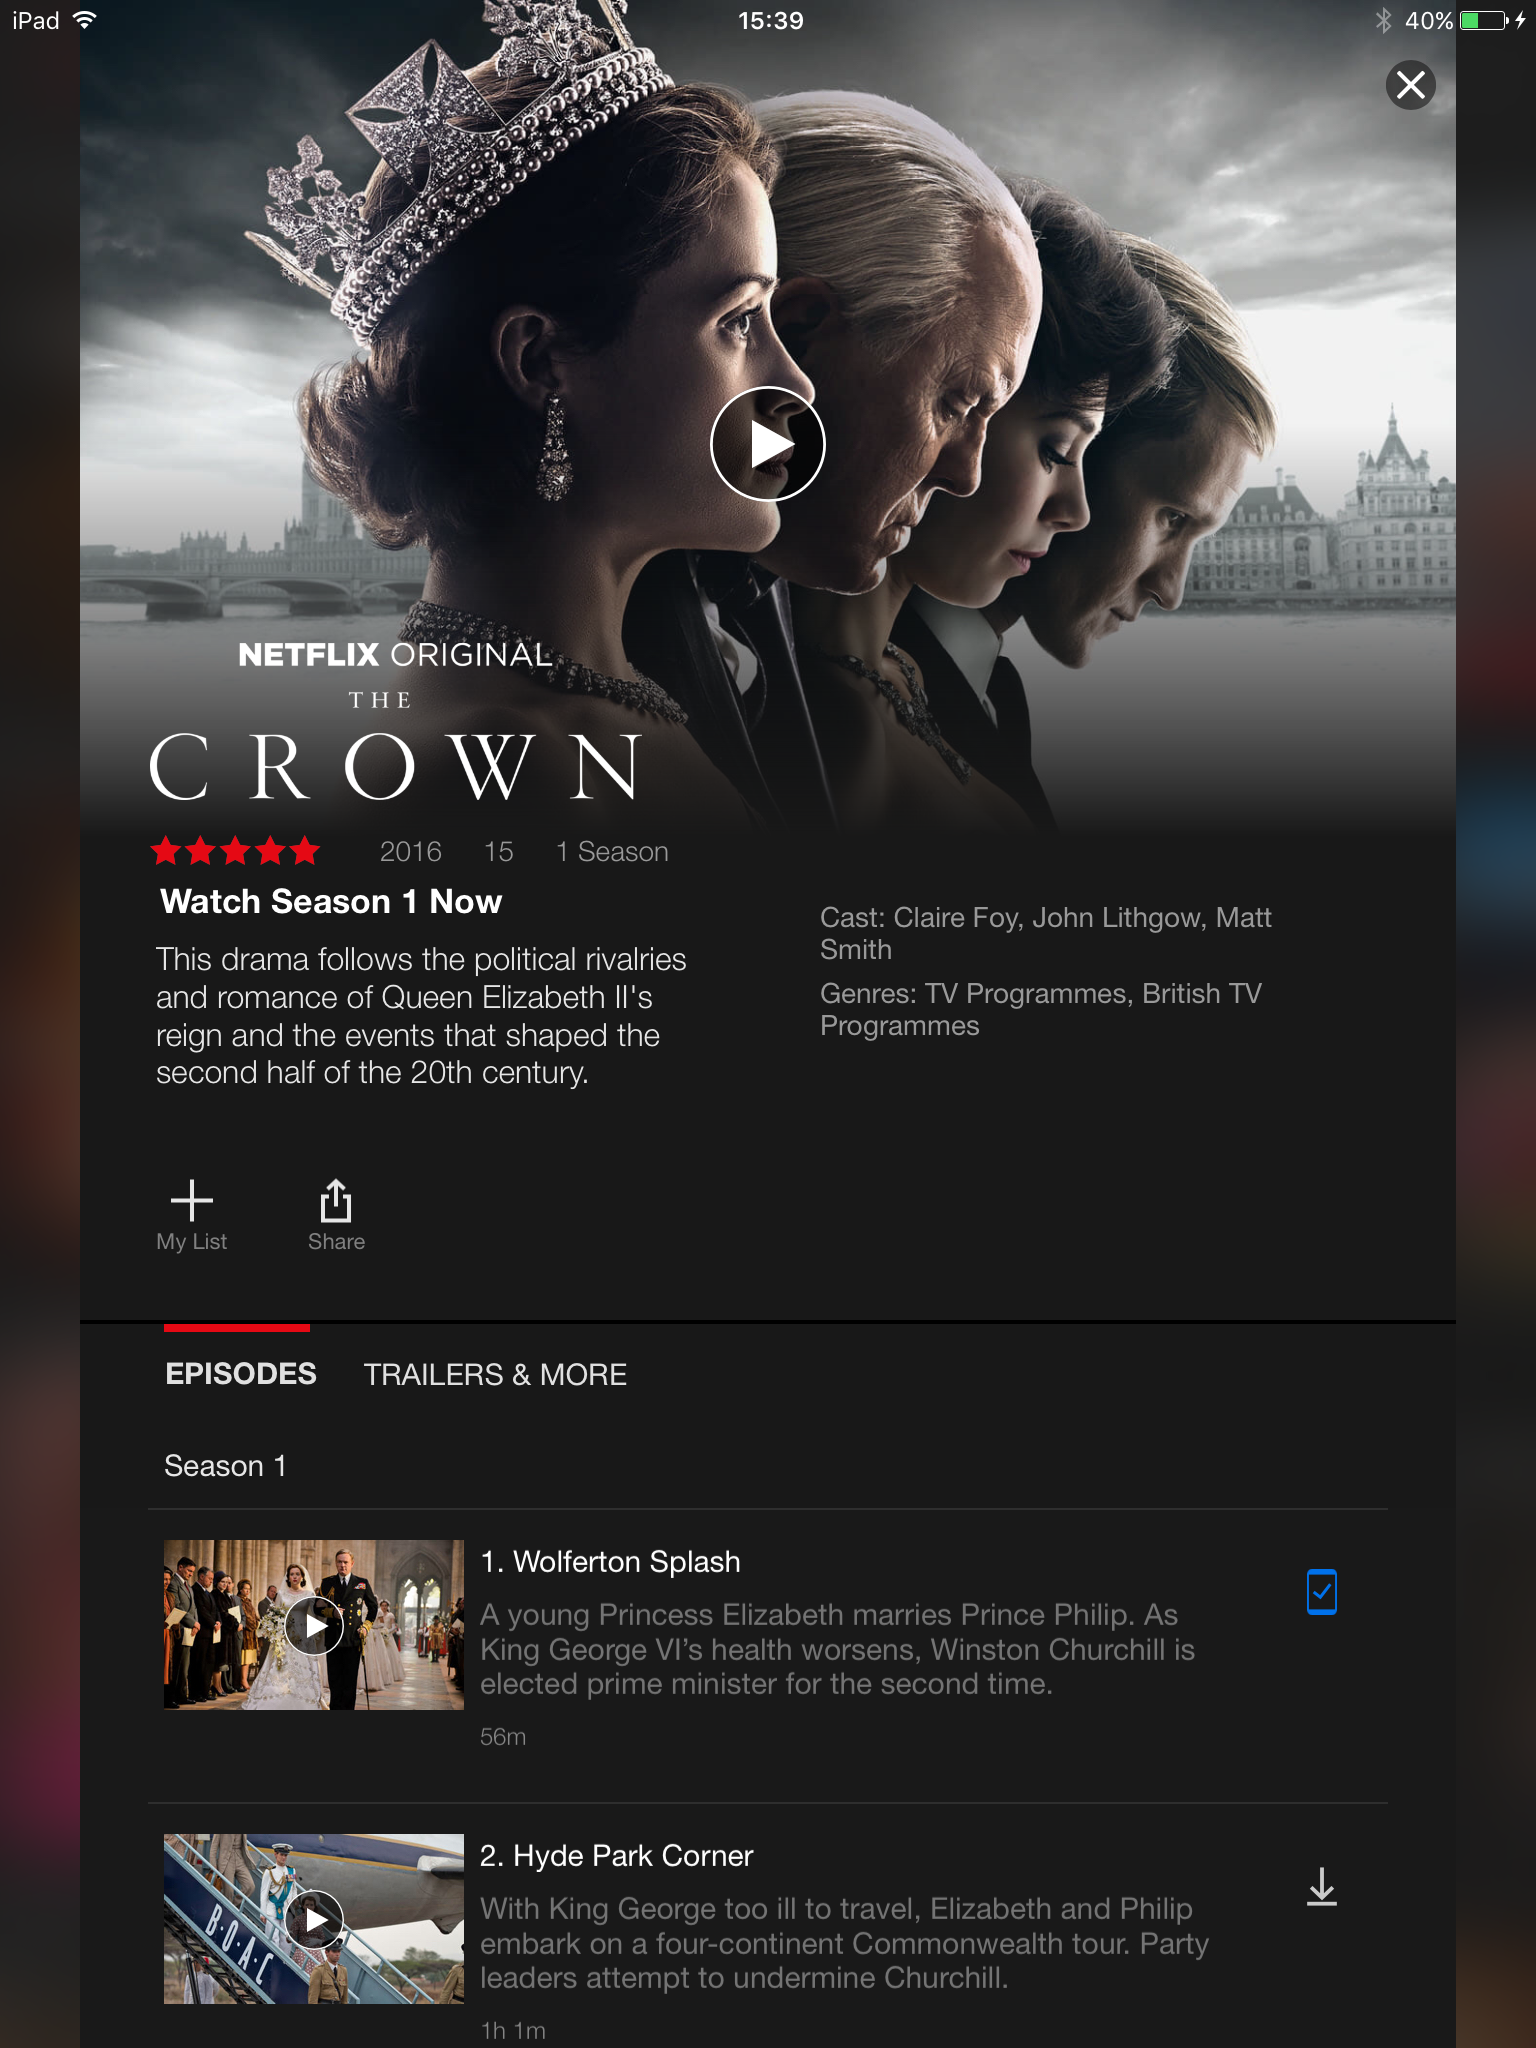 iPad 15:39 40%
NETFLIX ORIGINAL
THE
CROWN
2016 15 1 Season
Watch Season 1 Now
This drama follows the political rivalries
and romance of Queen Elizabeth II's
reign and the events that shaped the
second half of the 20th century.
Cast: Claire Foy, John Lithgow, Matt
Smith
Genres: TV Programmes, British TV
Programmes
My List Share
EPISODES TRAILERS & MORE
Season 1
1. Wolferton Splash
A young Princess Elizabeth marries Prince Philip. As
King George VI’s health worsens, Winston Churchill is
elected prime minister for the second time.
56m
B·O·A·C
2. Hyde Park Corner
With King George too ill to travel, Elizabeth and Philip
embark on a four-continent Commonwealth tour. Party
leaders attempt to undermine Churchill.
1h 1m